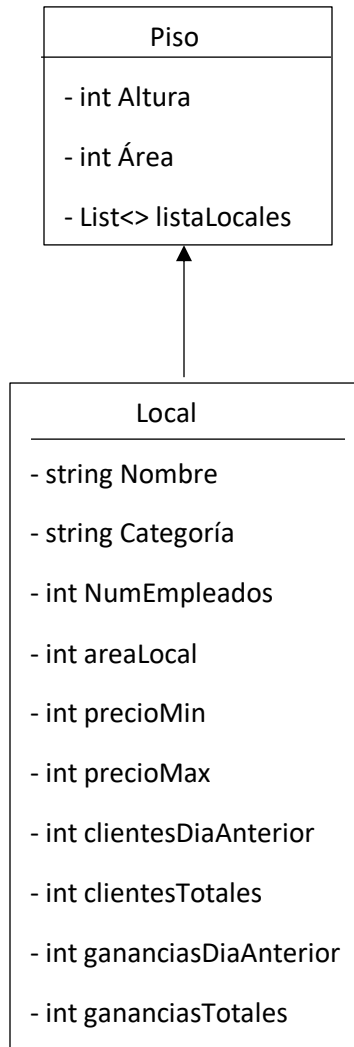 Piso
- int Altura
- int Área
- List<> listaLocales
Local
- string Nombre
- string Categoría
- int NumEmpleados
- int areaLocal
- int precioMin
- int precioMax
- int clientesDiaAnterior
- int clientesTotales
- int gananciasDiaAnterior
- int gananciasTotales